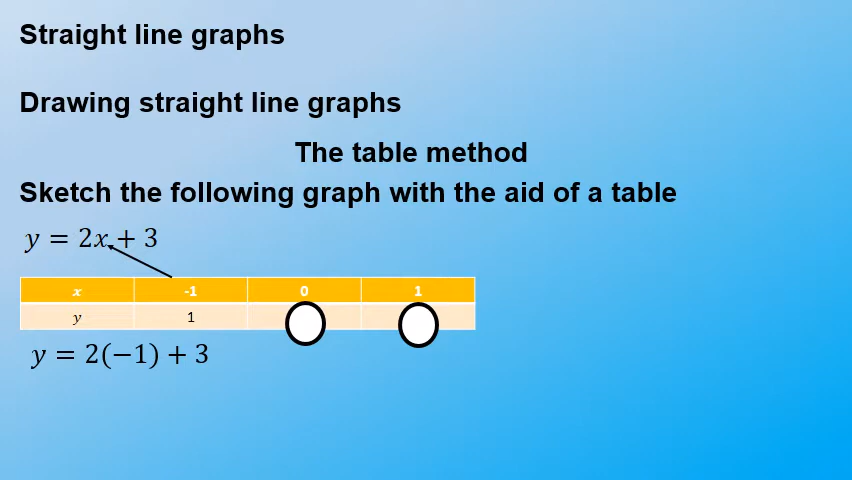 Straight line graphs
Drawing straight line graphs
The table method
Sketch the following graph with the aid of a table
y = 2x + 3
x -1 0 1
y 1
y = 2(−1) + 3